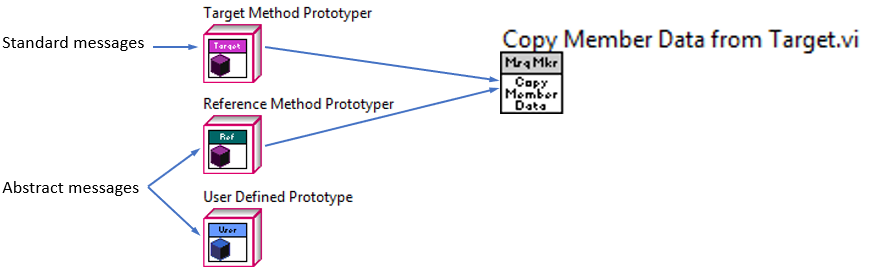 Target Method Prototyper
Standard messages
Target
Copy Member Data from Target.vi
Msg Mkr
Copy
Member
Data
Reference Method Prototyper
Ref
Abstract messages
User Defined Prototype
User